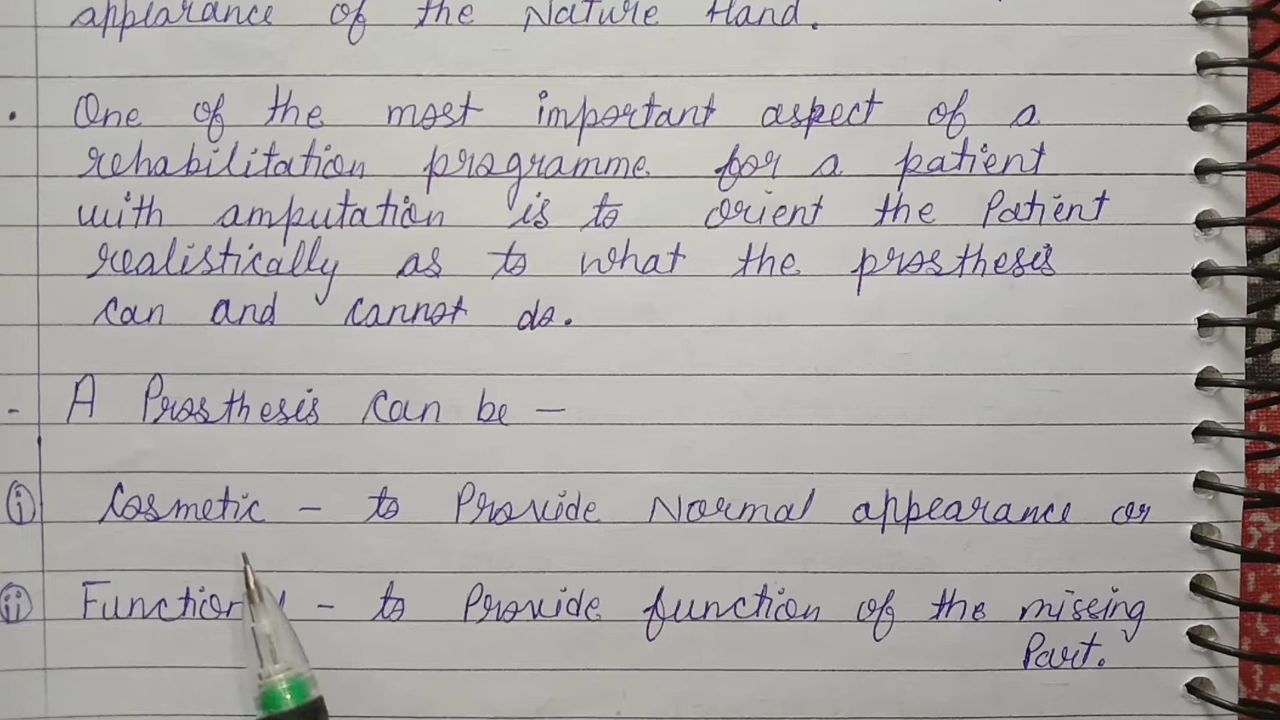 appearance of the Nature Hand.
• One of the most important aspect of a
rehabilitation programme for a patient
with amputation is to orient the Patient
realistically as to what the prosthesis
can and cannot do.
- A Prosthesis can be -
(i) Cosmetic - to Provide Normal appearance or
(ii) Function - to Provide function of the missing
Part.